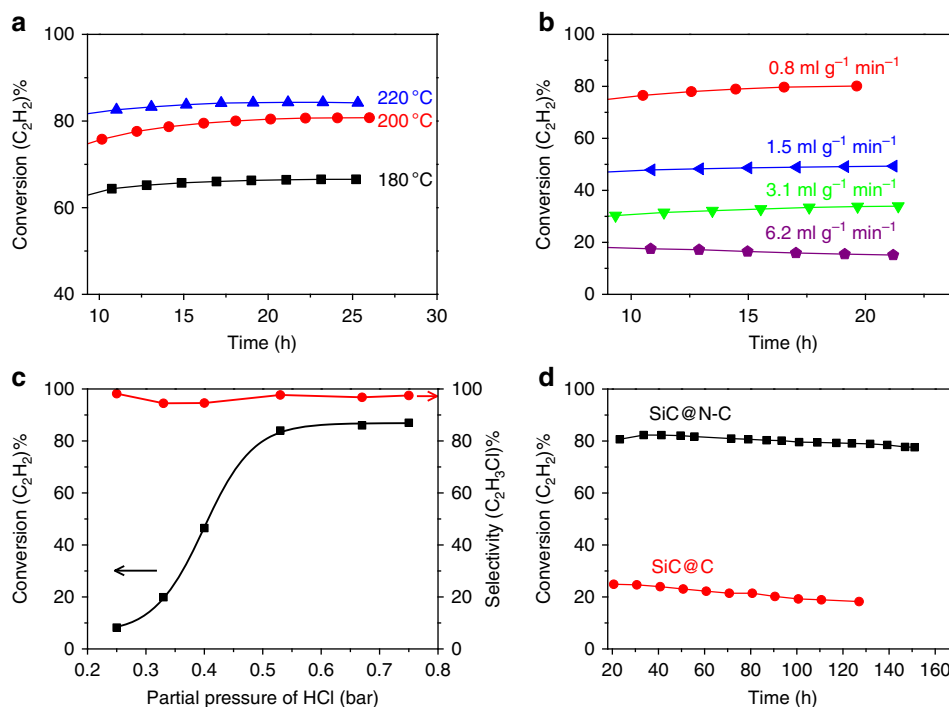 a
Conversion (C₂H₂)%
100
80
60
40
220 °C
200 °C
180 °C
10 15 20 25 30
Time (h)
b
Conversion (C₂H₂)%
100
80
60
40
20
0
0.8 ml g⁻¹ min⁻¹
1.5 ml g⁻¹ min⁻¹
3.1 ml g⁻¹ min⁻¹
6.2 ml g⁻¹ min⁻¹
10 15 20
Time (h)
c
Conversion (C₂H₂)%
100
80
60
40
20
0
100
80
60
40
20
0
Selectivity (C₂H₃Cl)%
0.2 0.3 0.4 0.5 0.6 0.7 0.8
Partial pressure of HCl (bar)
d
Conversion (C₂H₂)%
100
80
60
40
20
0
SiC@N-C
SiC@C
20 40 60 80 100 120 140 160
Time (h)